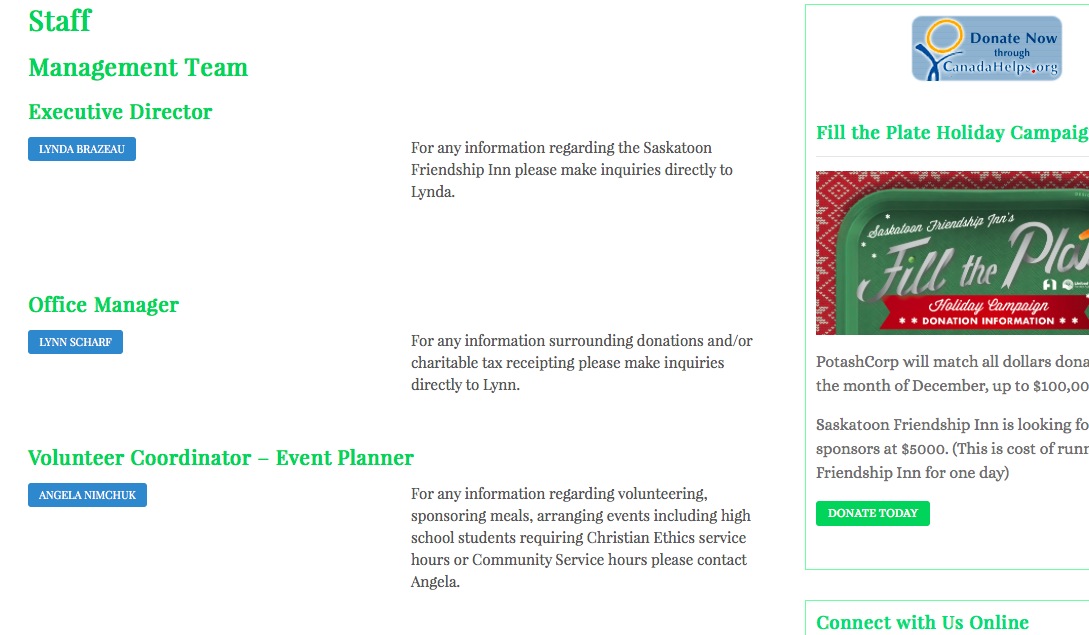 Staff
Management Team
Executive Director
LYNDA BRAZEAU
For any information regarding the Saskatoon
Friendship Inn please make inquiries directly to
Lynda.
Office Manager
LYNN SCHARF
For any information surrounding donations and/or
charitable tax receipting please make inquiries
directly to Lynn.
Volunteer Coordinator – Event Planner
ANGELA NIMCHUK
For any information regarding volunteering,
sponsoring meals, arranging events including high
school students requiring Christian Ethics service
hours or Community Service hours please contact
Angela.
Donate Now
through
CanadaHelps.org
Fill the Plate Holiday Campaig
Saskatoon Friendship Inn's
Fill the Pla
Holiday Campaign
* * DONATION INFORMATION * *
PotashCorp will match all dollars dona
the month of December, up to $100,00
Saskatoon Friendship Inn is looking fo
sponsors at $5000. (This is cost of runn
Friendship Inn for one day)
DONATE TODAY
Connect with Us Online